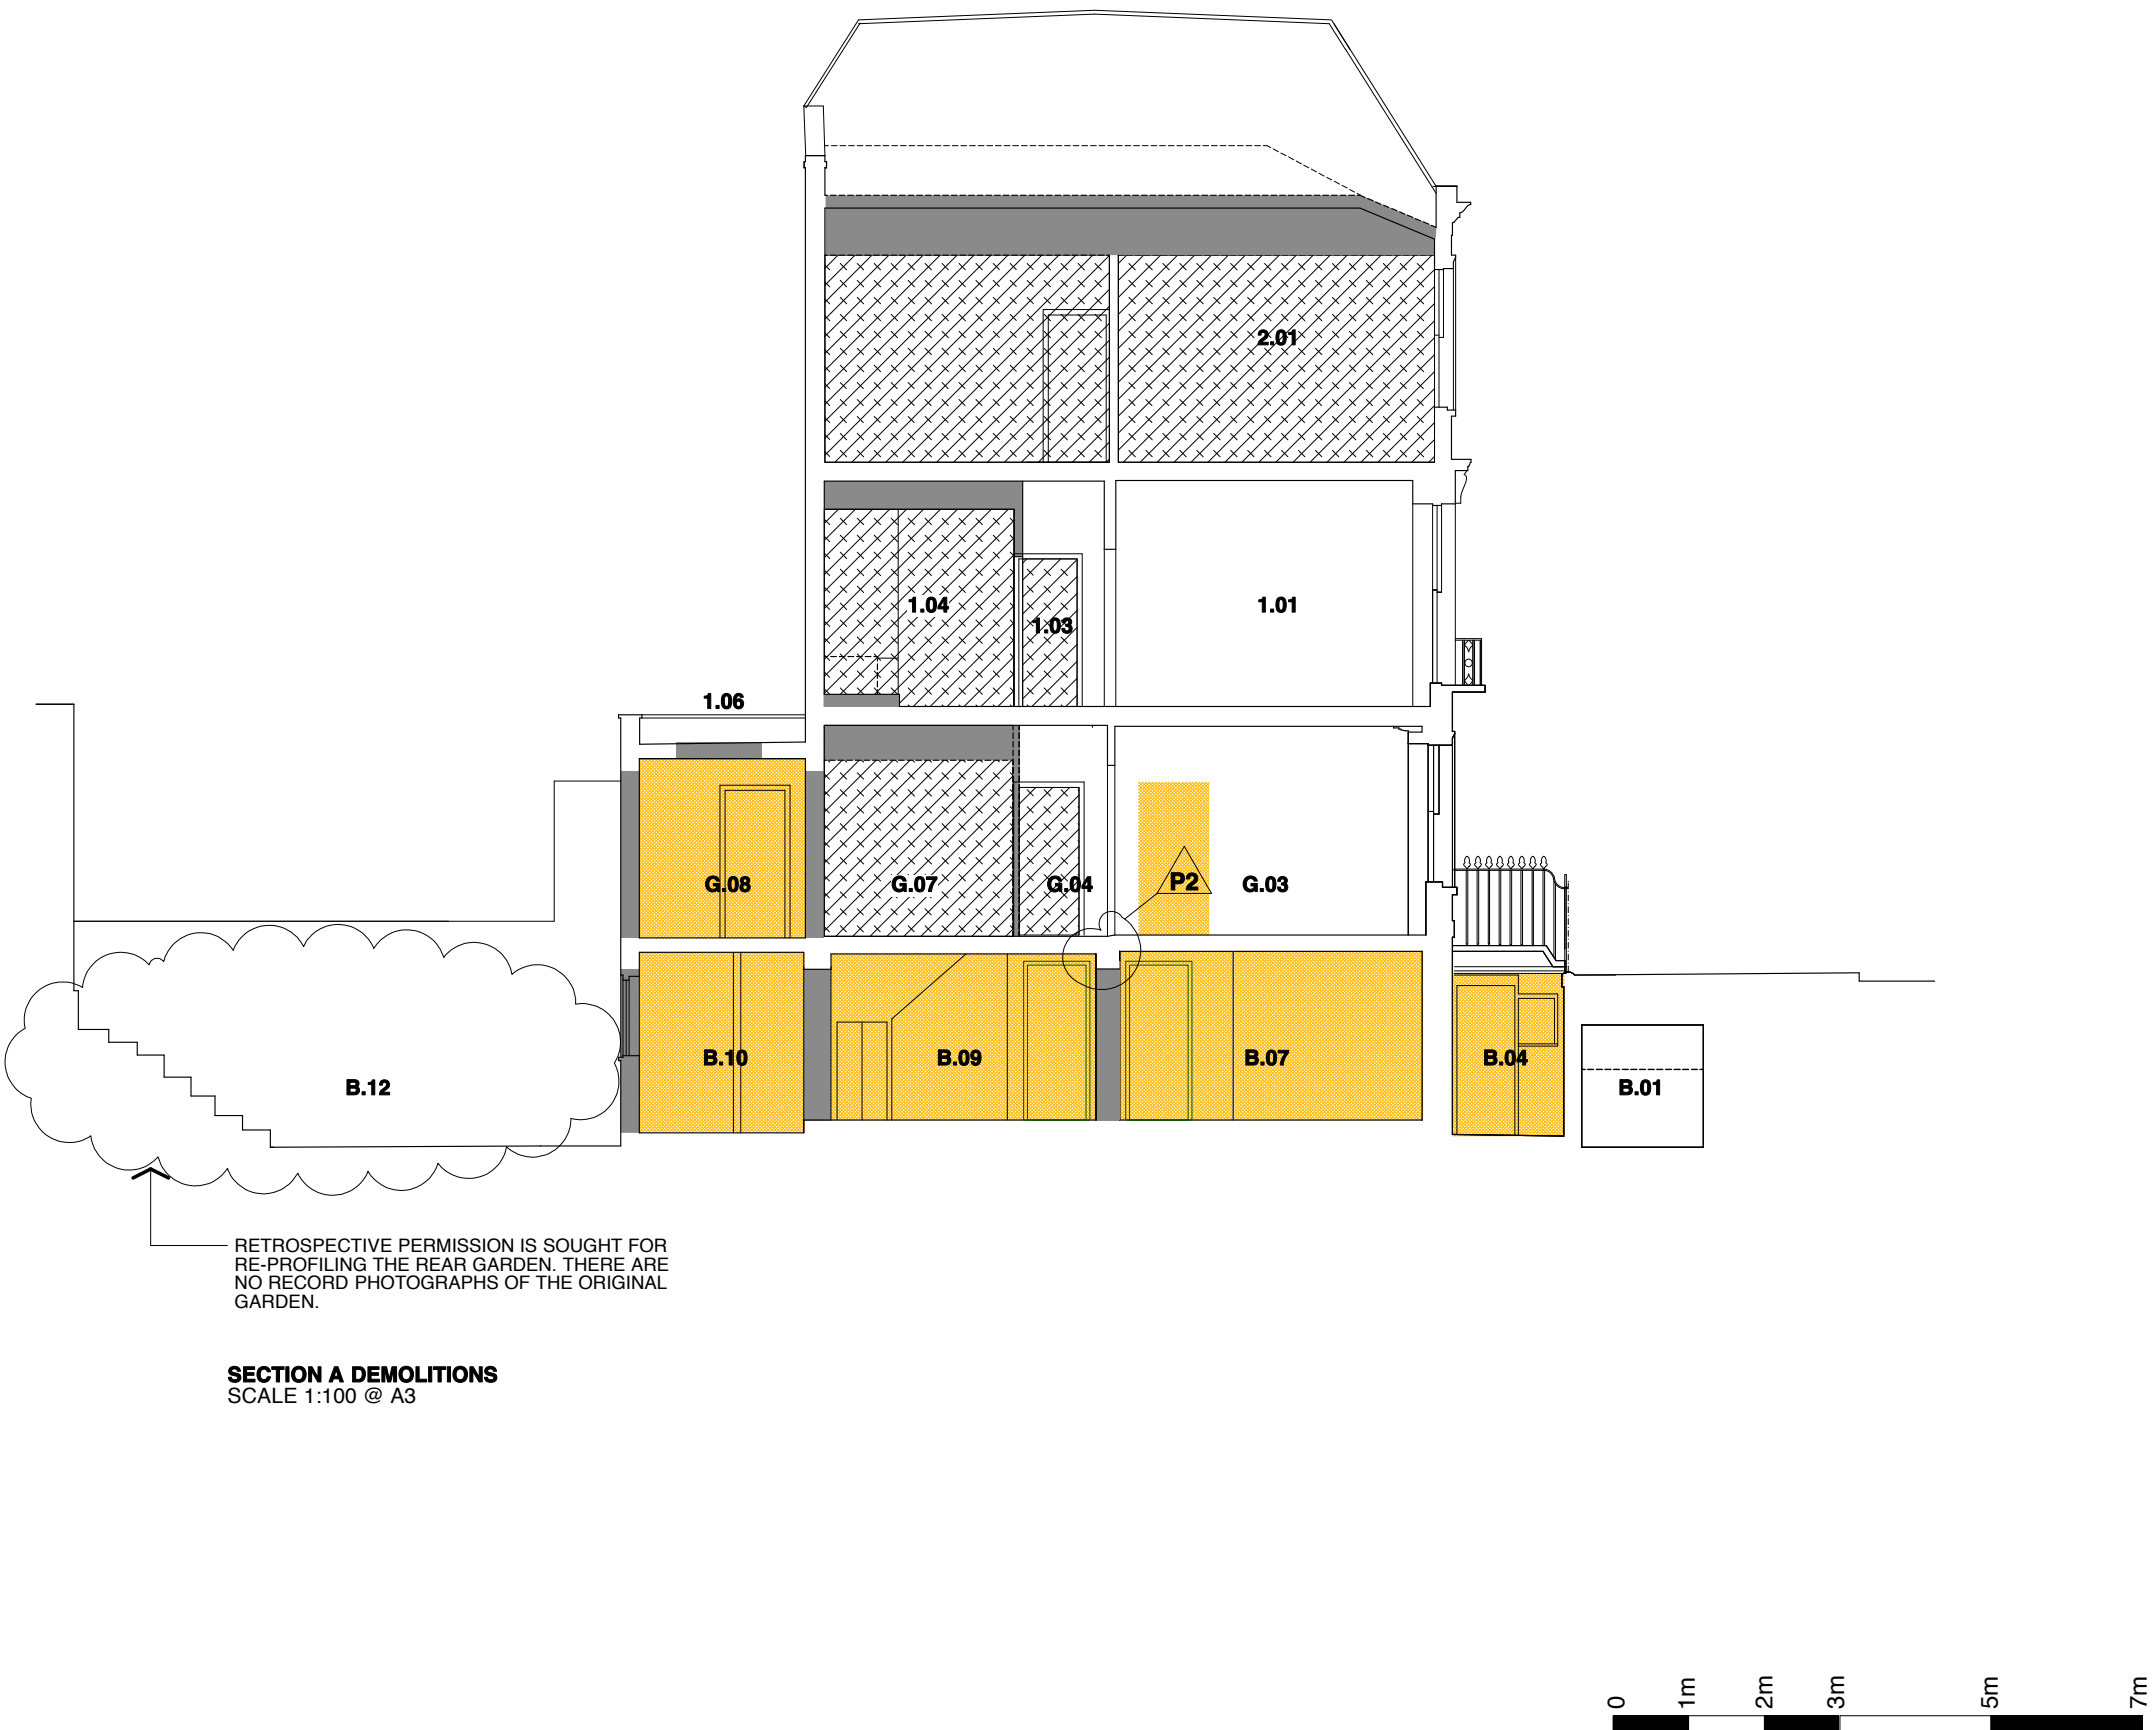 2.01
1.04
1.03
1.01
1.06
G.08
G.07
G.04
P2
G.03
B.12
B.10
B.09
B.07
B.04
B.01
RETROSPECTIVE PERMISSION IS SOUGHT FOR
RE-PROFILING THE REAR GARDEN. THERE ARE
NO RECORD PHOTOGRAPHS OF THE ORIGINAL
GARDEN.
SECTION A DEMOLITIONS
SCALE 1:100 @ A3
0 1m 2m 3m 5m 7m